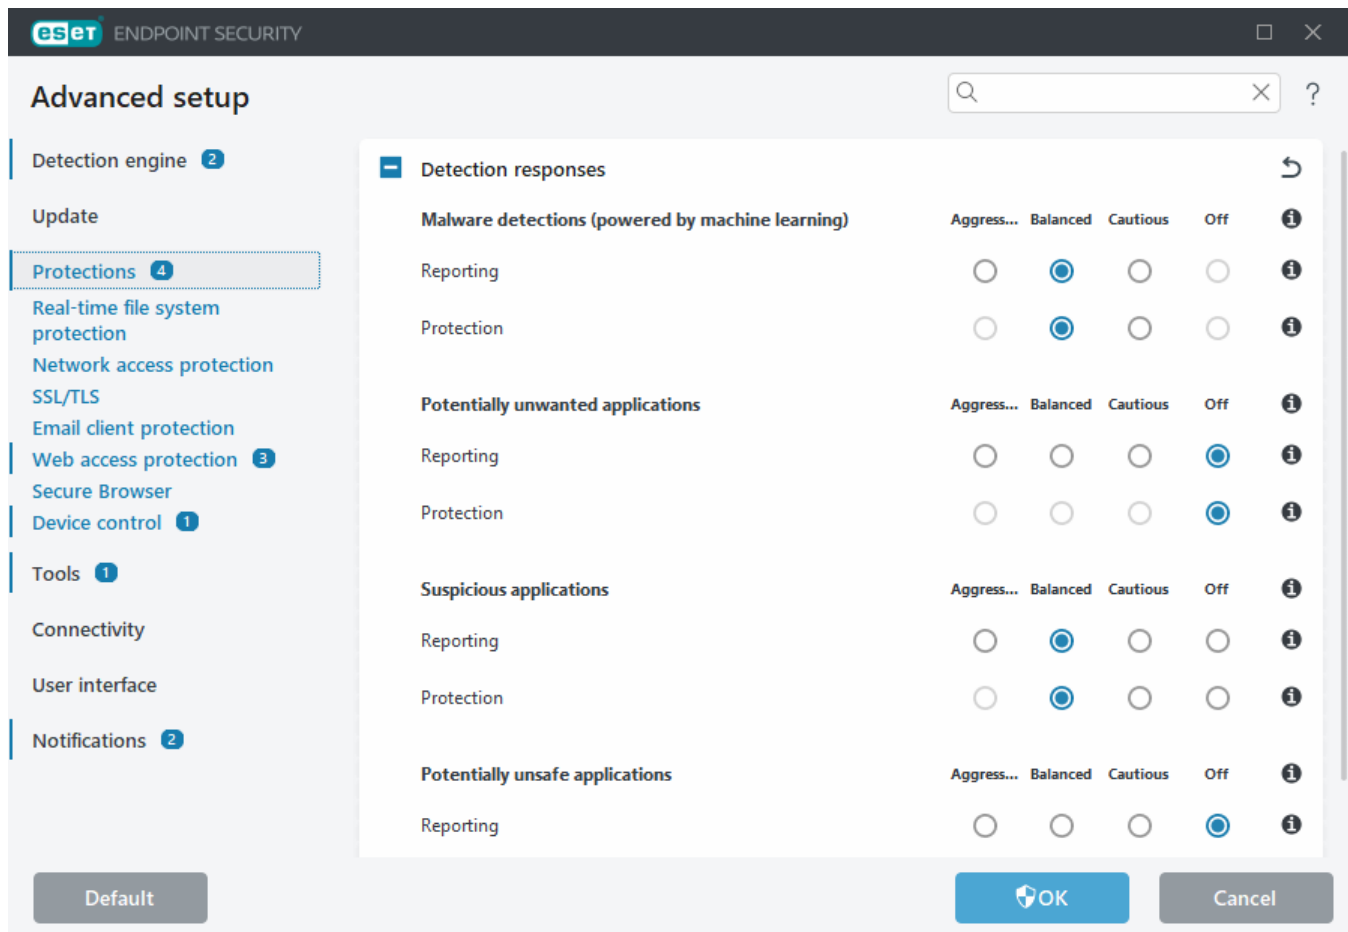 eset ENDPOINT SECURITY
Advanced setup
?
Detection engine 2
Update
Protections 4
Real-time file system
protection
Network access protection
SSL/TLS
Email client protection
Web access protection 3
Secure Browser
Device control 1
Tools 1
Connectivity
User interface
Notifications 2
Detection responses
Malware detections (powered by machine learning) Aggress... Balanced Cautious Off
Reporting
Protection
Potentially unwanted applications Aggress... Balanced Cautious Off
Reporting
Protection
Suspicious applications Aggress... Balanced Cautious Off
Reporting
Protection
Potentially unsafe applications Aggress... Balanced Cautious Off
Reporting
Default
OK
Cancel